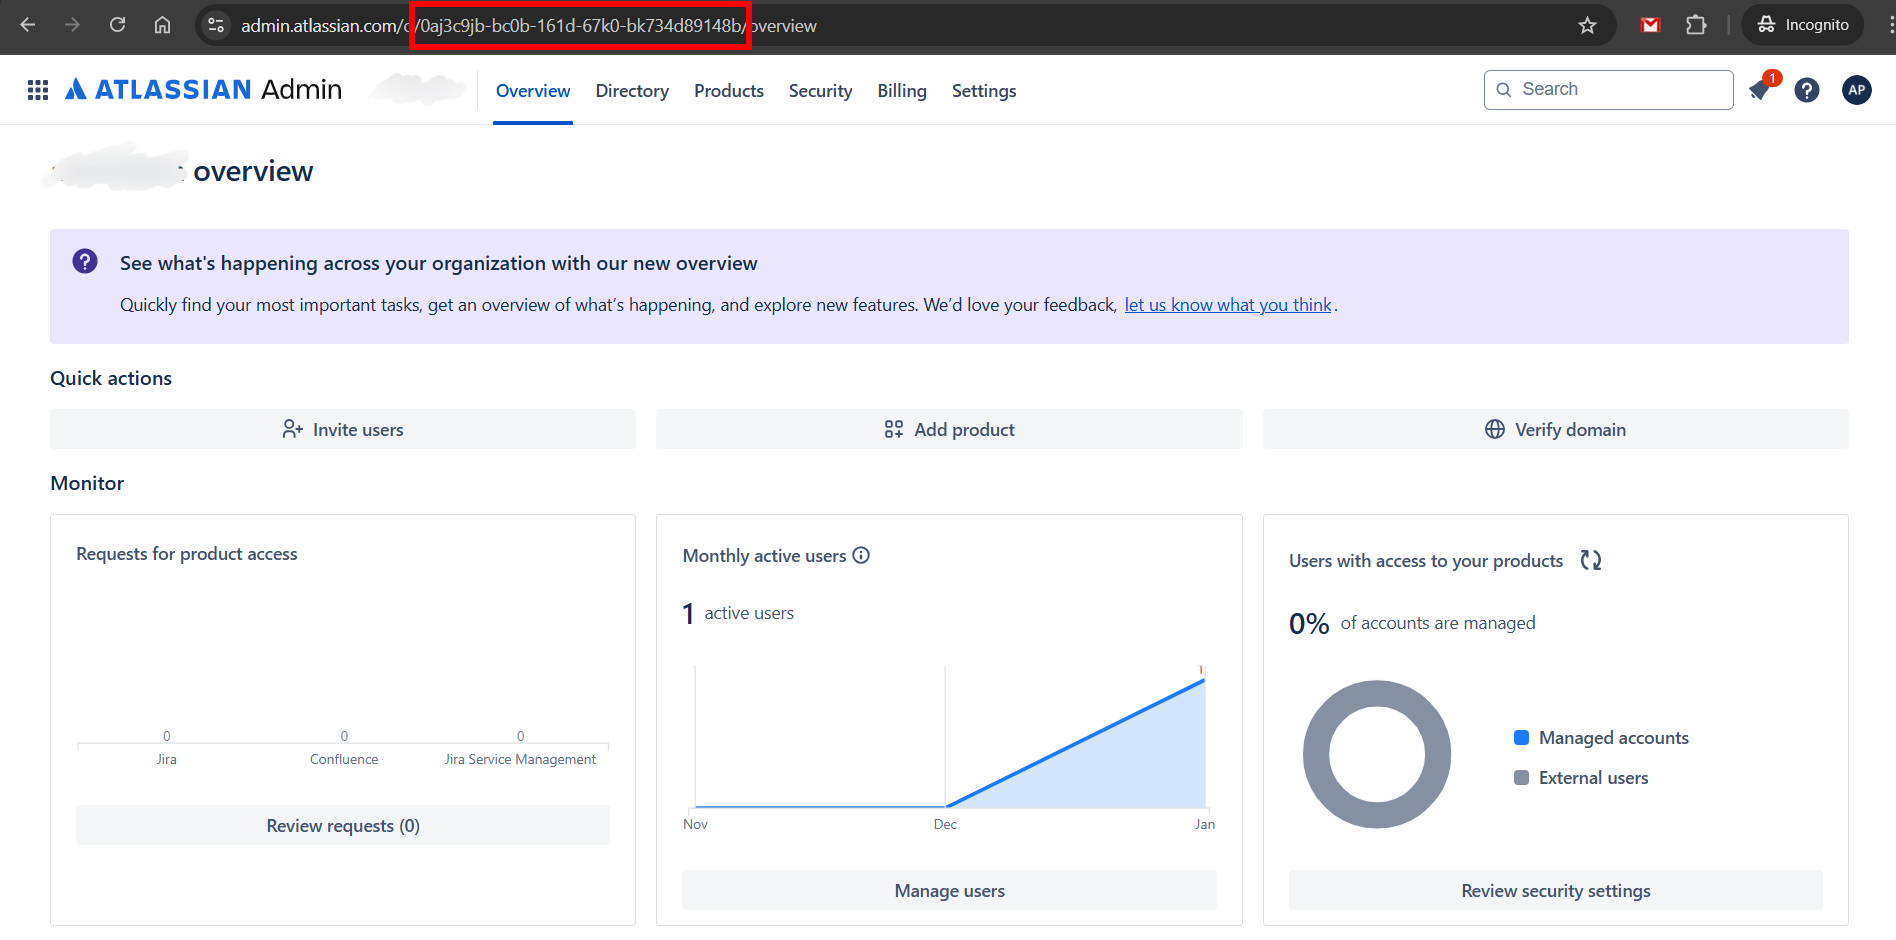 admin.atlassian.com/o/0aj3c9jb-bc0b-161d-67k0-bk734d89148b/overview
Incognito
ATLASSIAN Admin
Overview
Directory
Products
Security
Billing
Settings
Search
1
?
AP
overview
?
See what's happening across your organization with our new overview
Quickly find your most important tasks, get an overview of what’s happening, and explore new features. We’d love your feedback, let us know what you think.
Quick actions
Invite users
Add product
Verify domain
Monitor
Requests for product access
0
0
0
Jira
Confluence
Jira Service Management
Review requests (0)
Monthly active users
1 active users
1
Nov
Dec
Jan
Manage users
Users with access to your products
0% of accounts are managed
Managed accounts
External users
Review security settings